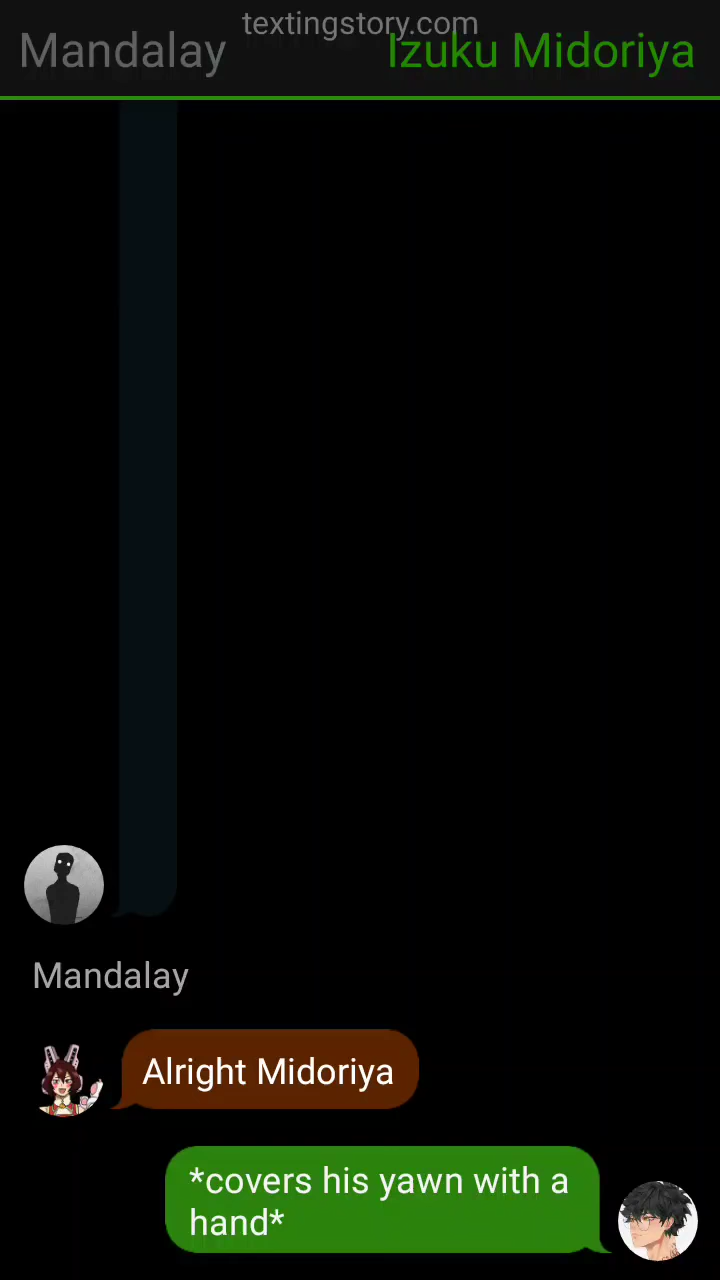 textingstory.com
Mandalay
Izuku Midoriya
Mandalay
Alright Midoriya
*covers his yawn with a
hand*